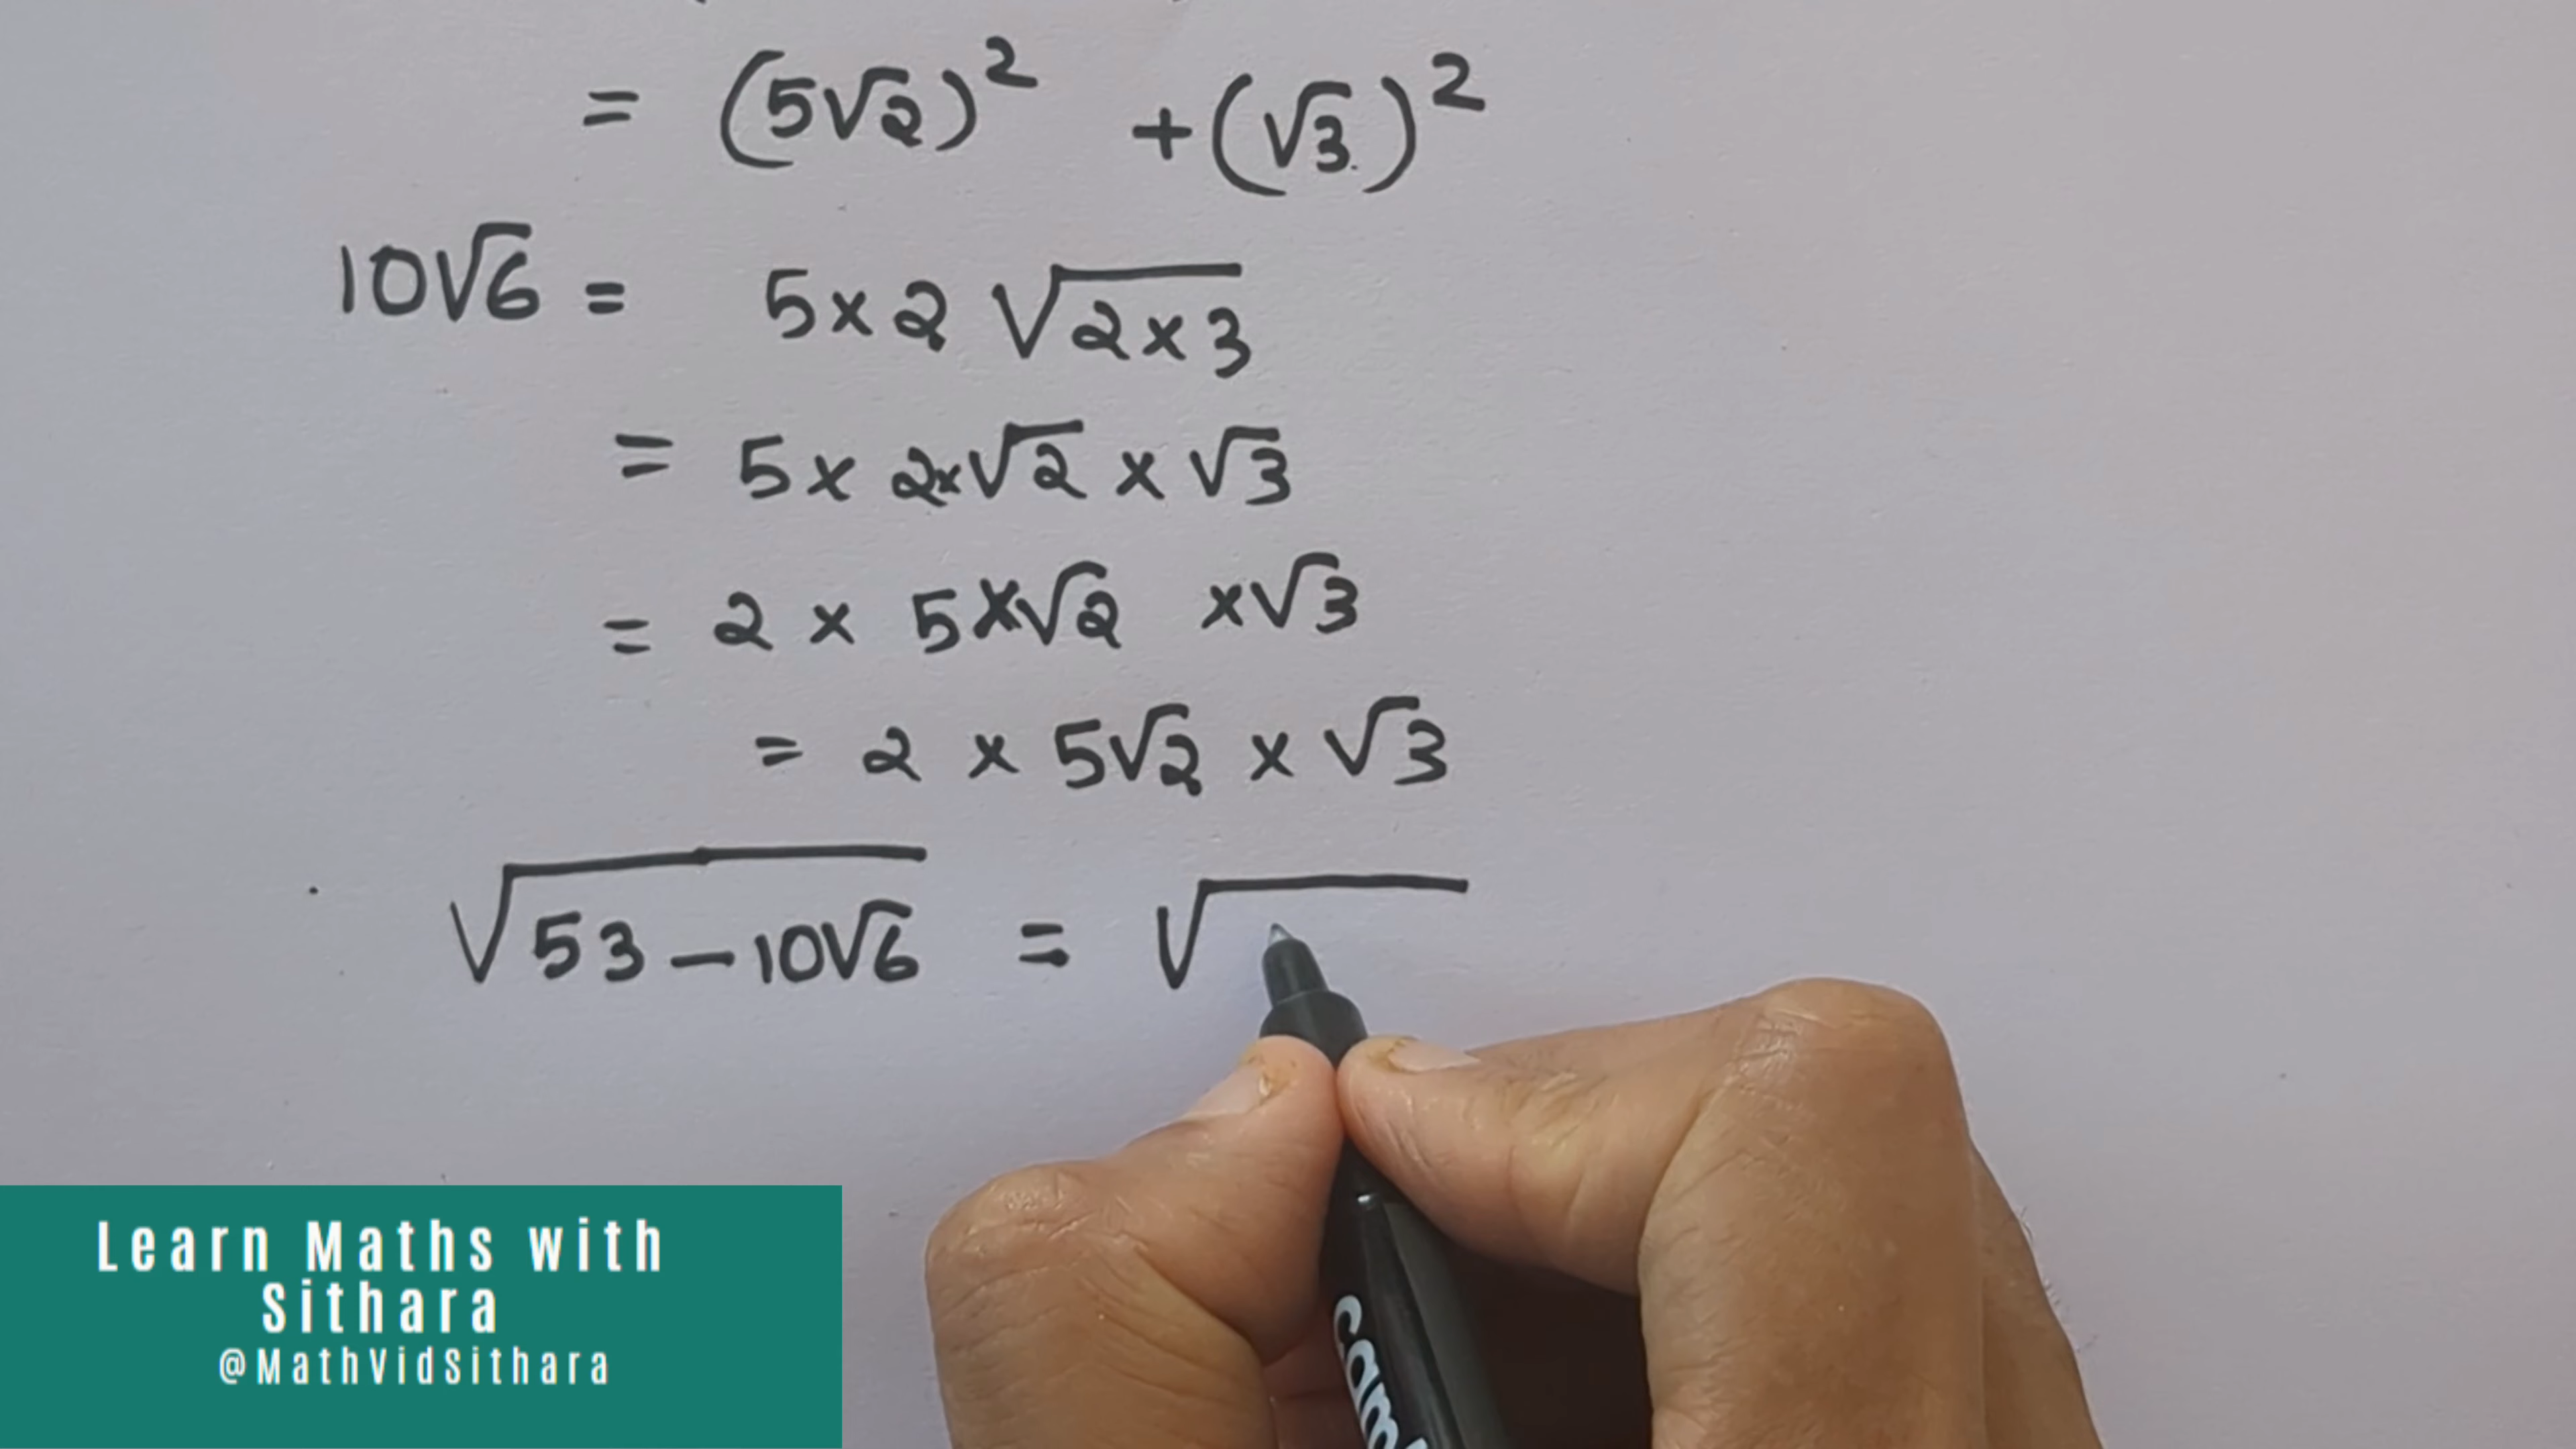 = (5√2)² + (√3)²
10√6 = 5×2 √2×3
= 5× 2×√2 × √3
= 2 × 5×√2 ×√3
= 2 × 5√2 × √3
√53 – 10√6 = √
Learn Maths with
Sithara
@MathVidSithara